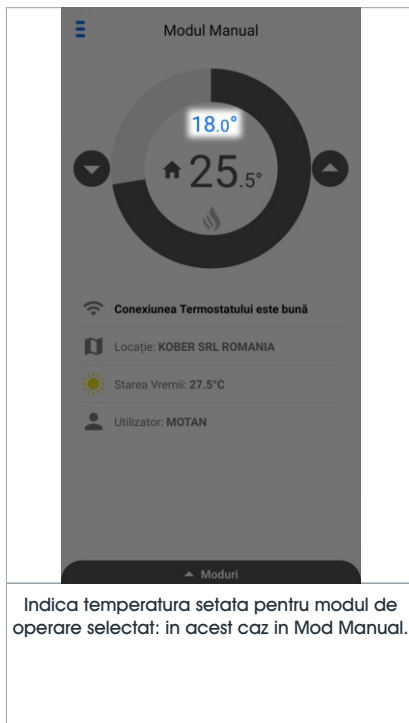 Modul Manual
18.0°
25.5°
Conexiunea Termostatului este bună
Locație: KOBER SRL ROMANIA
Starea Vremii: 27.5°C
Utilizator: MOTAN
Moduri
Indica temperatura setata pentru modul de
operare selectat: in acest caz in Mod Manual.